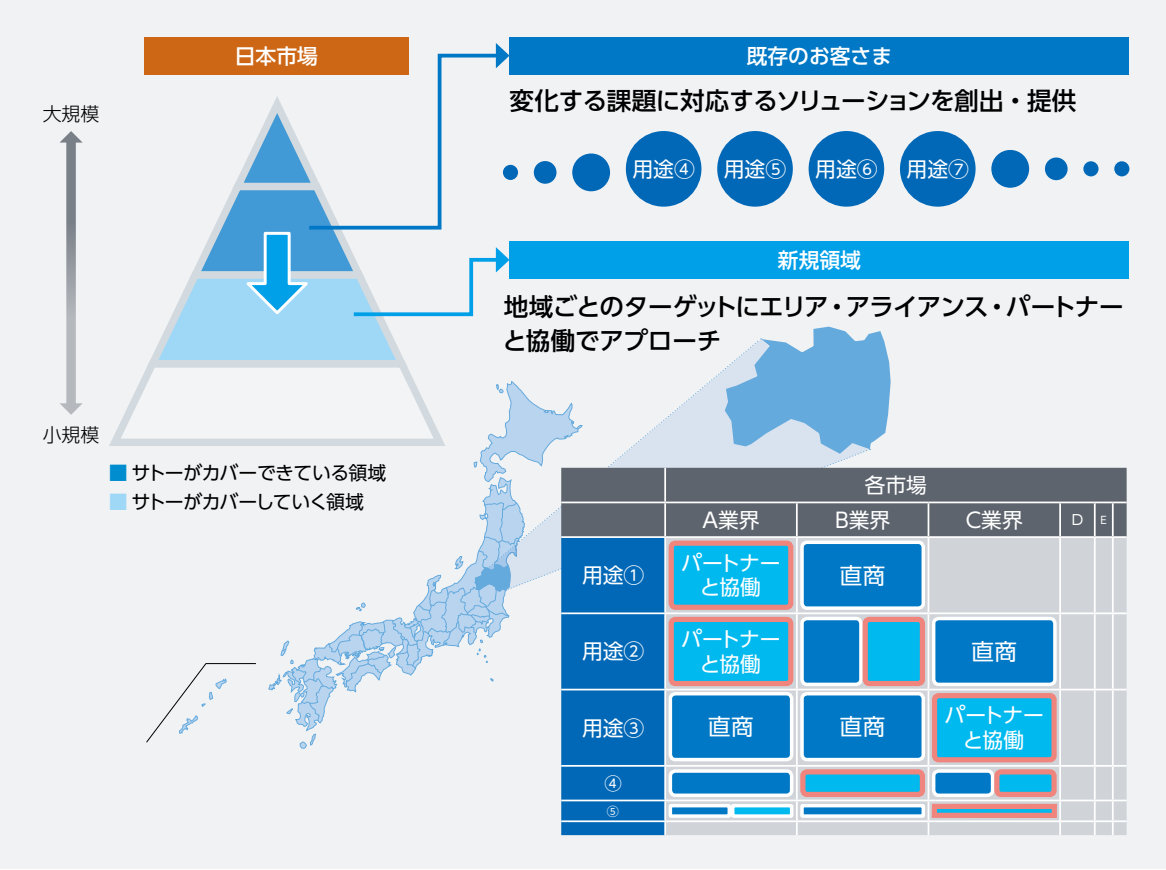 日本市場
大規模
小規模
サトーがカバーできている領域
サトーがカバーしていく領域
既存のお客さま
変化する課題に対応するソリューションを創出・提供
用途④ 用途⑤ 用途⑥ 用途⑦
新規領域
地域ごとのターゲットにエリア・アライアンス・パートナー
と協働でアプローチ
各市場
A業界 B業界 C業界 D E
用途① パートナーと協働 直商
用途② パートナーと協働 直商
用途③ 直商 直商 パートナーと協働
④
⑤